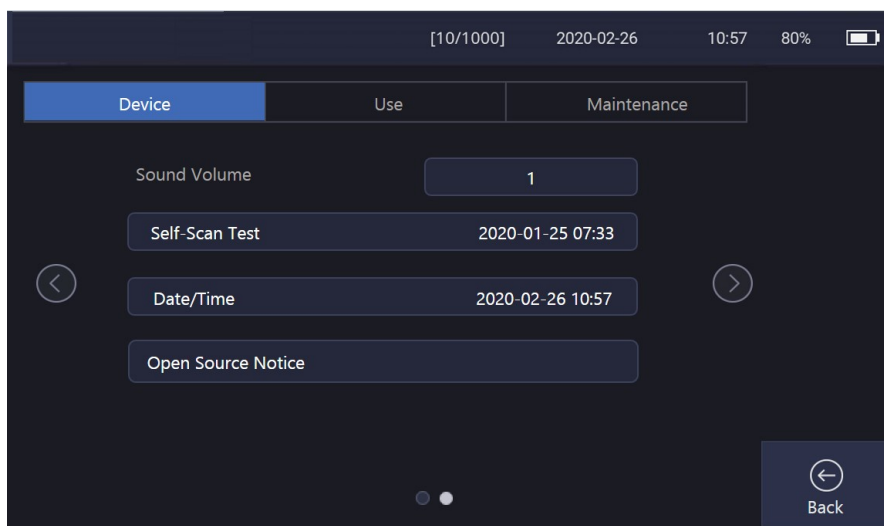 [10/1000] 2020-02-26 10:57 80%
Device Use Maintenance
Sound Volume 1
Self-Scan Test 2020-01-25 07:33
Date/Time 2020-02-26 10:57
Open Source Notice
Back